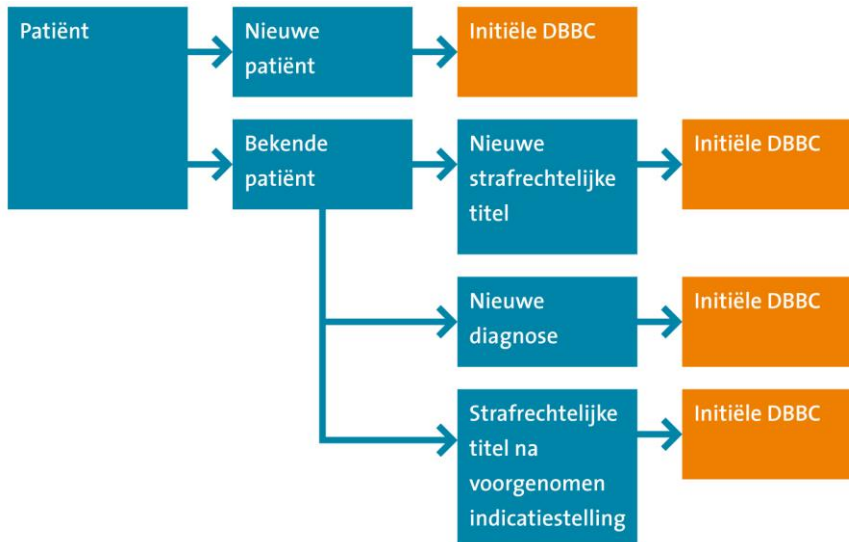 Patiënt
Nieuwe
patiënt
Initiële DBBC
Bekende
patiënt
Nieuwe
strafrechtelijke
titel
Initiële DBBC
Nieuwe
diagnose
Initiële DBBC
Strafrechtelijke
titel na
voorgenomen
indicatiestelling
Initiële DBBC